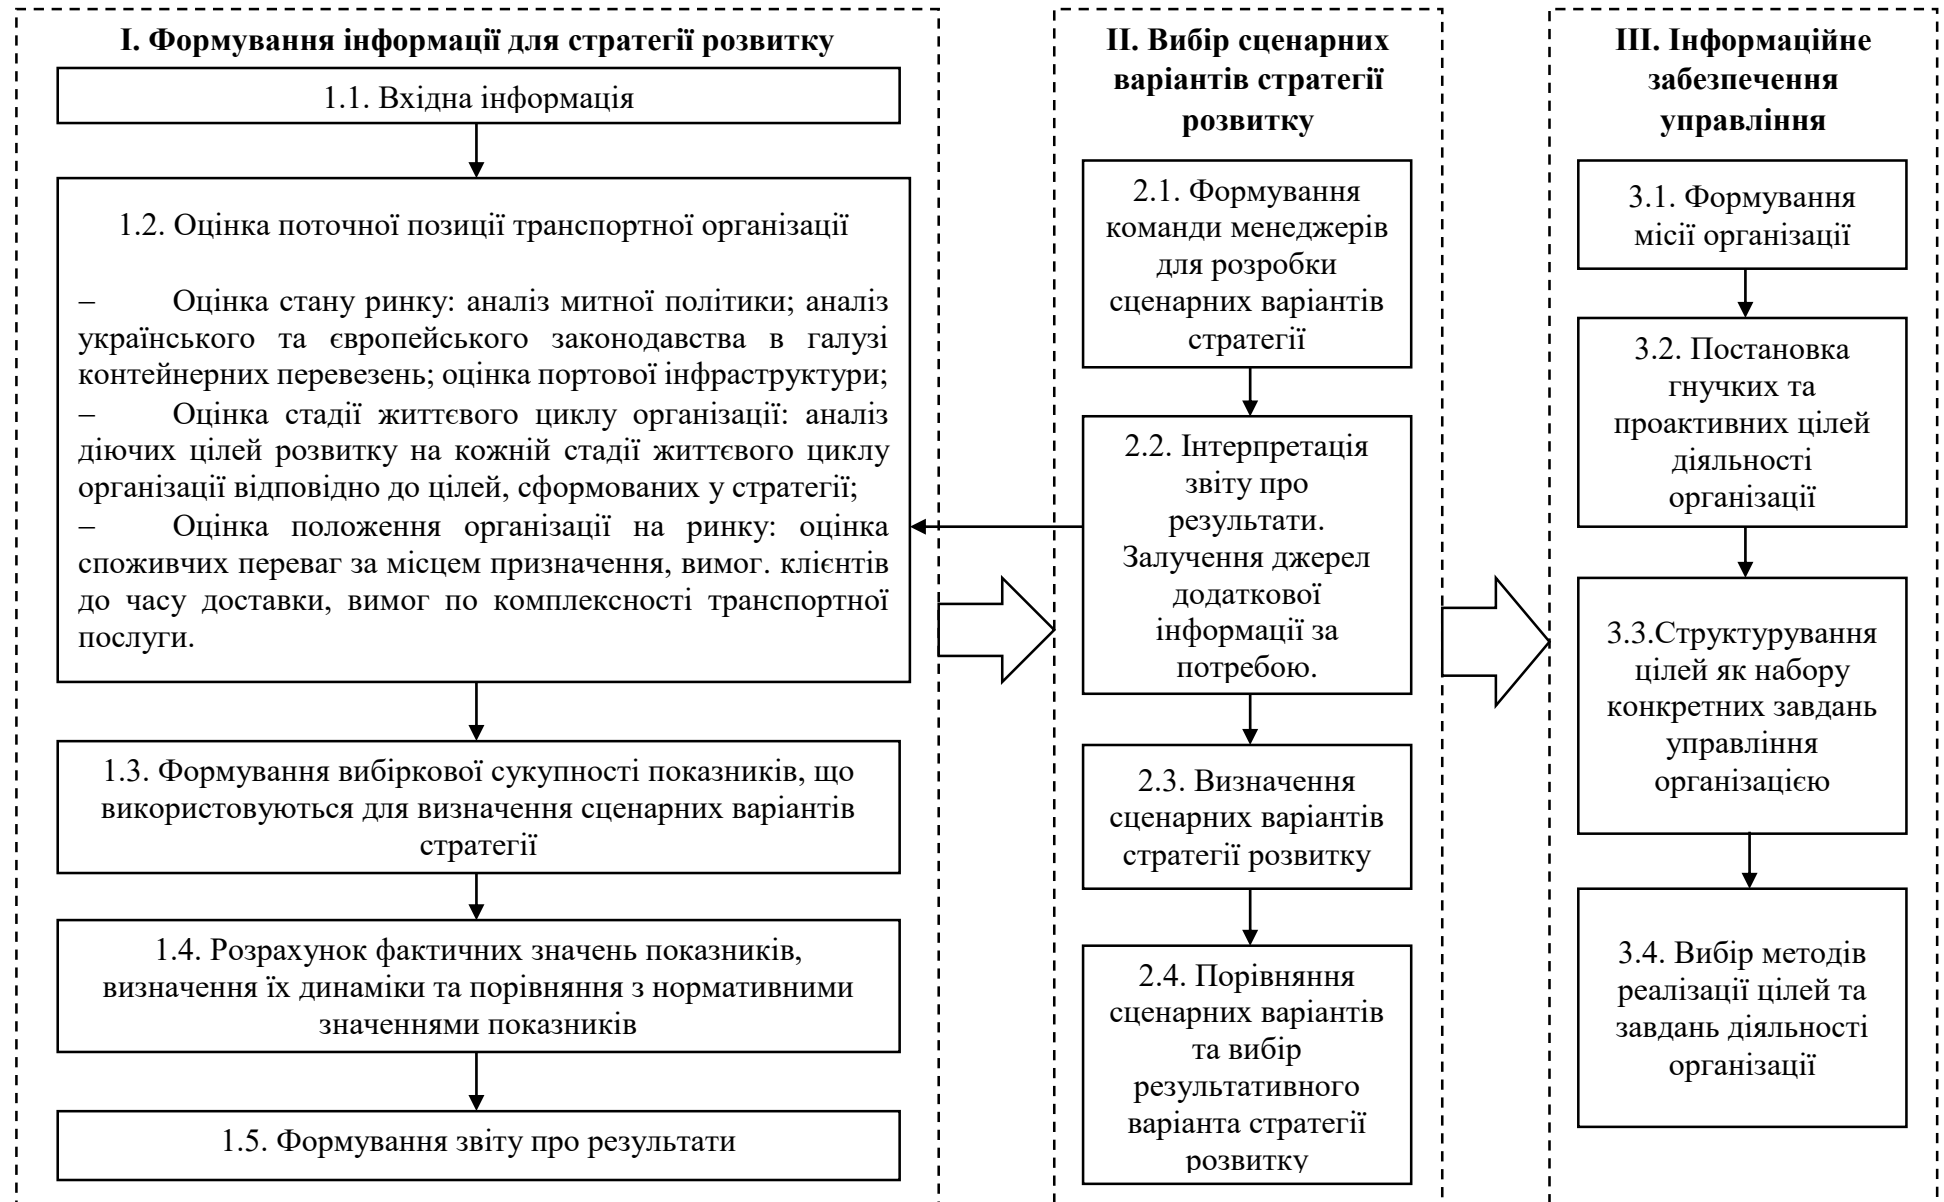 I. Формування інформації для стратегії розвитку
1.1. Вхідна інформація
1.2. Оцінка поточної позиції транспортної організації
– Оцінка стану ринку: аналіз митної політики; аналіз
українського та європейського законодавства в галузі
контейнерних перевезень; оцінка портової інфраструктури;
– Оцінка стадії життєвого циклу організації: аналіз
діючих цілей розвитку на кожній стадії життєвого циклу
організації відповідно до цілей, сформованих у стратегії;
– Оцінка положення організації на ринку: оцінка
споживчих переваг за місцем призначення, вимог. клієнтів
до часу доставки, вимог по комплексності транспортної
послуги.
1.3. Формування вибіркової сукупності показників, що
використовуються для визначення сценарних варіантів
стратегії
1.4. Розрахунок фактичних значень показників,
визначення їх динаміки та порівняння з нормативними
значеннями показників
1.5. Формування звіту про результати
II. Вибір сценарних
варіантів стратегії
розвитку
2.1. Формування
команди менеджерів
для розробки
сценарних варіантів
стратегії
2.2. Інтерпретація
звіту про
результати.
Залучення джерел
додаткової
інформації за
потребою.
2.3. Визначення
сценарних варіантів
стратегії розвитку
2.4. Порівняння
сценарних варіантів
та вибір
результативного
варіанта стратегії
розвитку
III. Інформаційне
забезпечення
управління
3.1. Формування
місії організації
3.2. Постановка
гнучких та
проактивних цілей
діяльності
організації
3.3.Структурування
цілей як набору
конкретних завдань
управління
організацією
3.4. Вибір методів
реалізації цілей та
завдань діяльності
організації